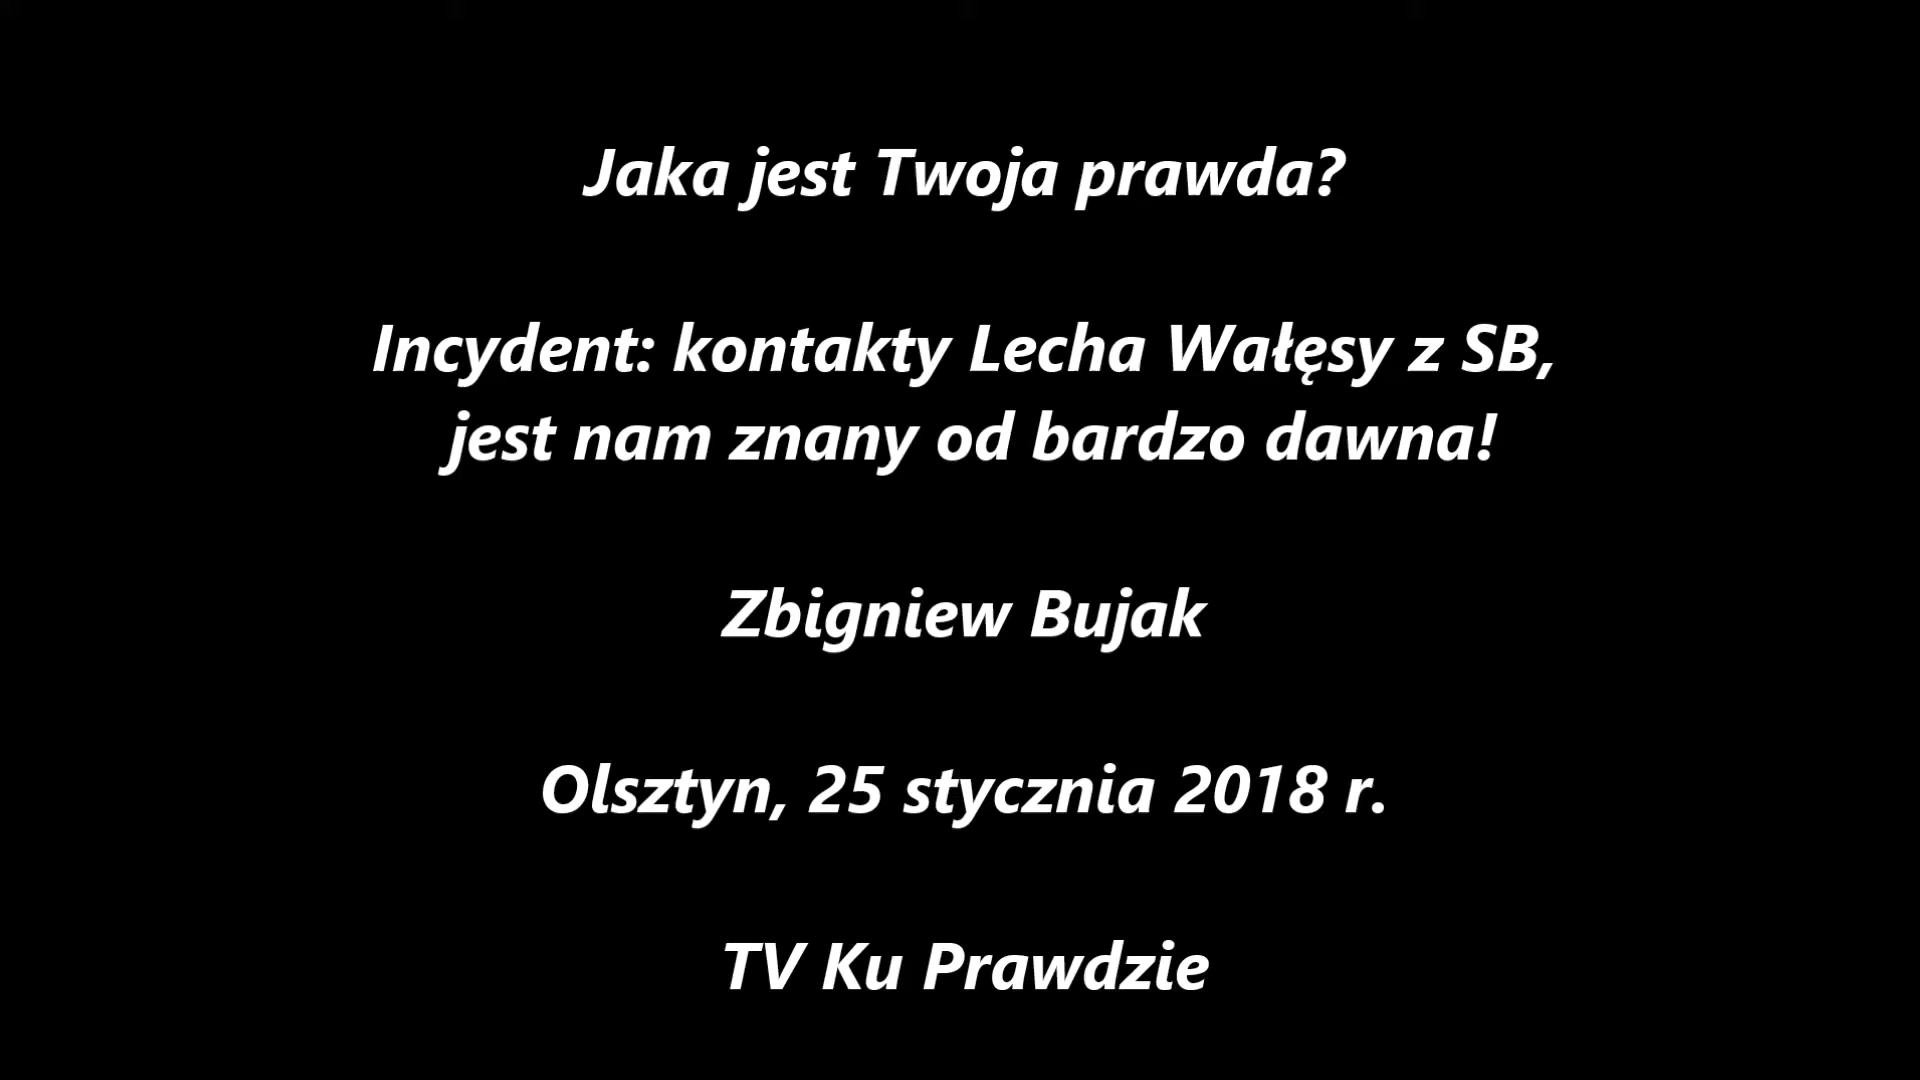 Jaka jest Twoja prawda?
Incydent: kontakty Lecha Wałęsy z SB,
jest nam znany od bardzo dawna!
Zbigniew Bujak
Olsztyn, 25 stycznia 2018 r.
TV Ku Prawdzie